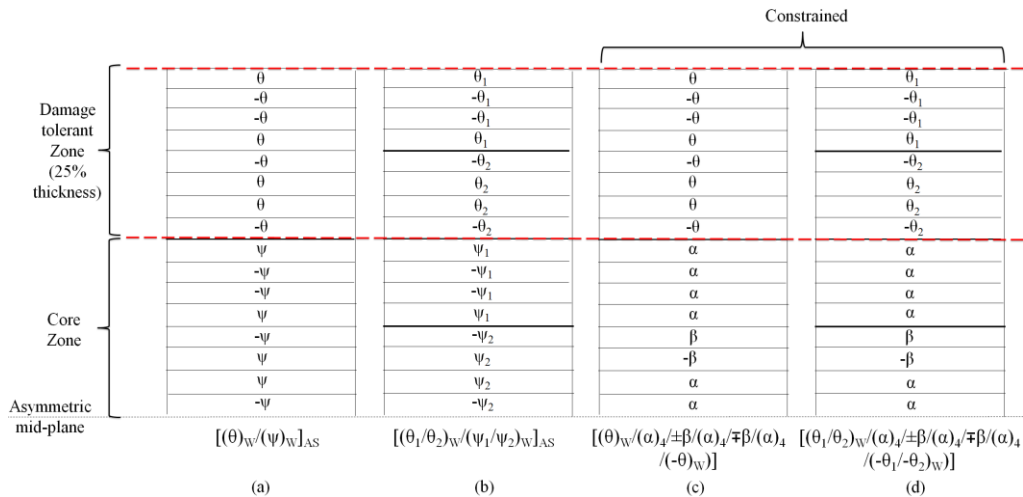 Constrained
Damage
tolerant
Zone
(25%
thickness)
θ θ₁ θ θ₁
-θ -θ₁ -θ -θ₁
-θ -θ₁ -θ -θ₁
θ θ₁ θ θ₁
-θ -θ₂ -θ -θ₂
θ θ₂ θ θ₂
θ θ₂ θ θ₂
-θ -θ₂ -θ -θ₂
Core
Zone
ψ ψ₁ α α
-ψ -ψ₁ α α
-ψ -ψ₁ α α
ψ ψ₁ α α
-ψ -ψ₂ β β
ψ ψ₂ -β -β
ψ ψ₂ α α
-ψ -ψ₂ α α
Asymmetric
mid-plane
[(θ)W/(ψ)W]AS [(θ₁/θ₂)W/(ψ₁/ψ₂)W]AS [(θ)W/(α)₄/±β/(α)₄/∓β/(α)₄ [(θ₁/θ₂)W/(α)₄/±β/(α)₄/∓β/(α)₄
/(-θ)W)] /(-θ₁/-θ₂)W)]
(a) (b) (c) (d)